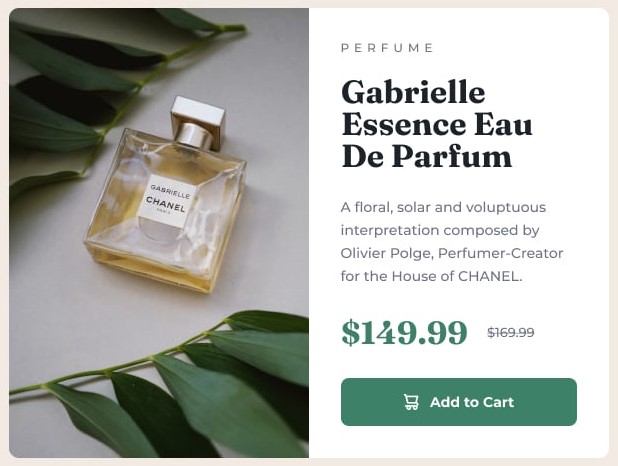 GABRIELLE
CHANEL
PARIS
PERFUME
Gabrielle
Essence Eau
De Parfum
A floral, solar and voluptuous
interpretation composed by
Olivier Polge, Perfumer-Creator
for the House of CHANEL.
$149.99 $169.99
Add to Cart